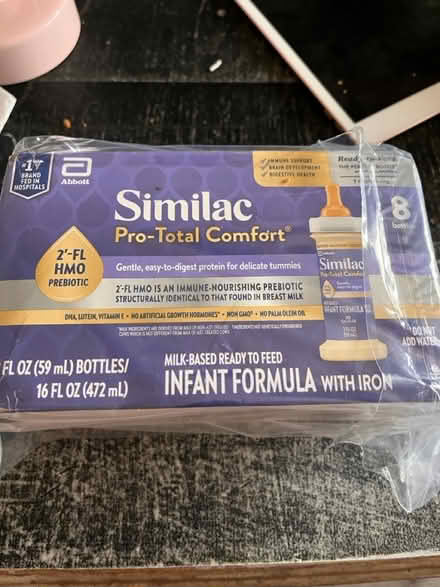 #1
BRAND
FED IN
HOSPITALS
Abbott
Similac
Pro-Total Comfort®
2'-FL
HMO
PREBIOTIC
Gentle, easy-to-digest protein for delicate tummies
2'-FL HMO IS AN IMMUNE-NOURISHING PREBIOTIC
STRUCTURALLY IDENTICAL TO THAT FOUND IN BREAST MILK
DHA, LUTEIN, VITAMIN E • NO ARTIFICIAL GROWTH HORMONES* • NON GMO† • NO PALM OLEIN OIL
FL OZ (59 mL) BOTTLES/
16 FL OZ (472 mL)
MILK-BASED READY TO FEED
INFANT FORMULA WITH IRON
IMMUNE SUPPORT
BRAIN DEVELOPMENT
DIGESTIVE HEALTH
8
bottles
Similac
Pro-Total Comfort
INFANT FORMULA
DO NOT
ADD WATER